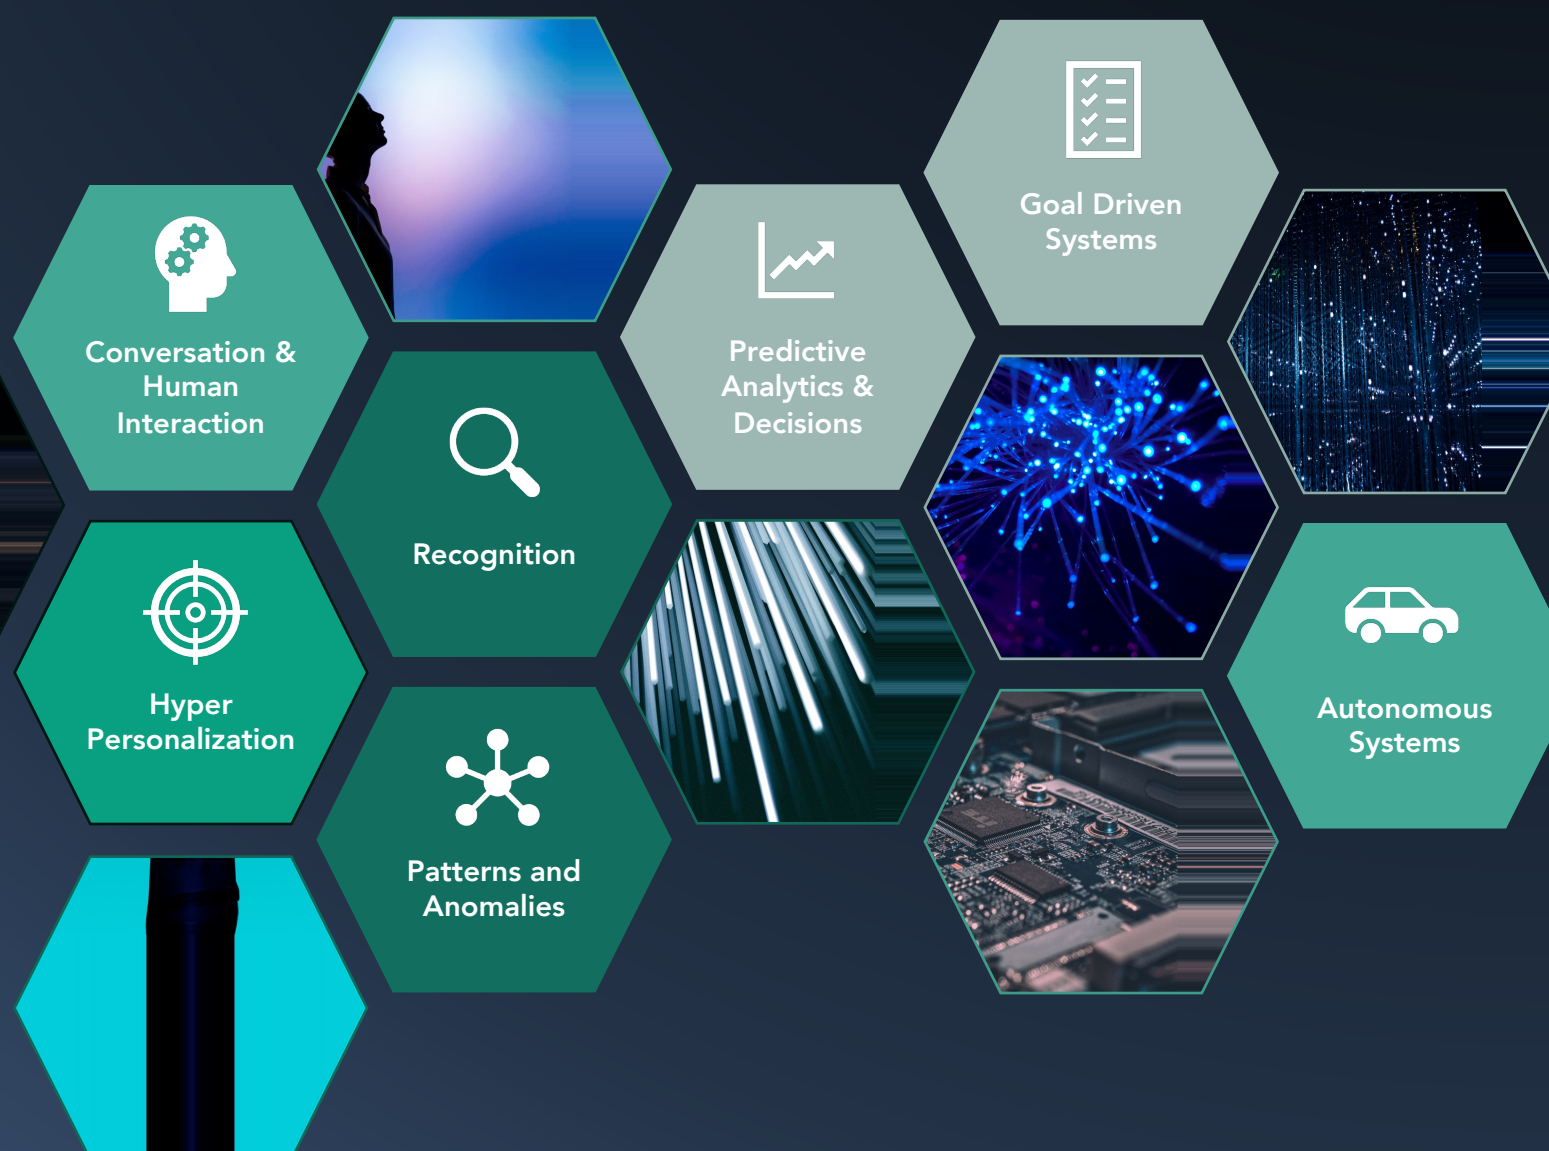 Conversation &
Human
Interaction
Recognition
Hyper
Personalization
Patterns and
Anomalies
Predictive
Analytics &
Decisions
Goal Driven
Systems
Autonomous
Systems